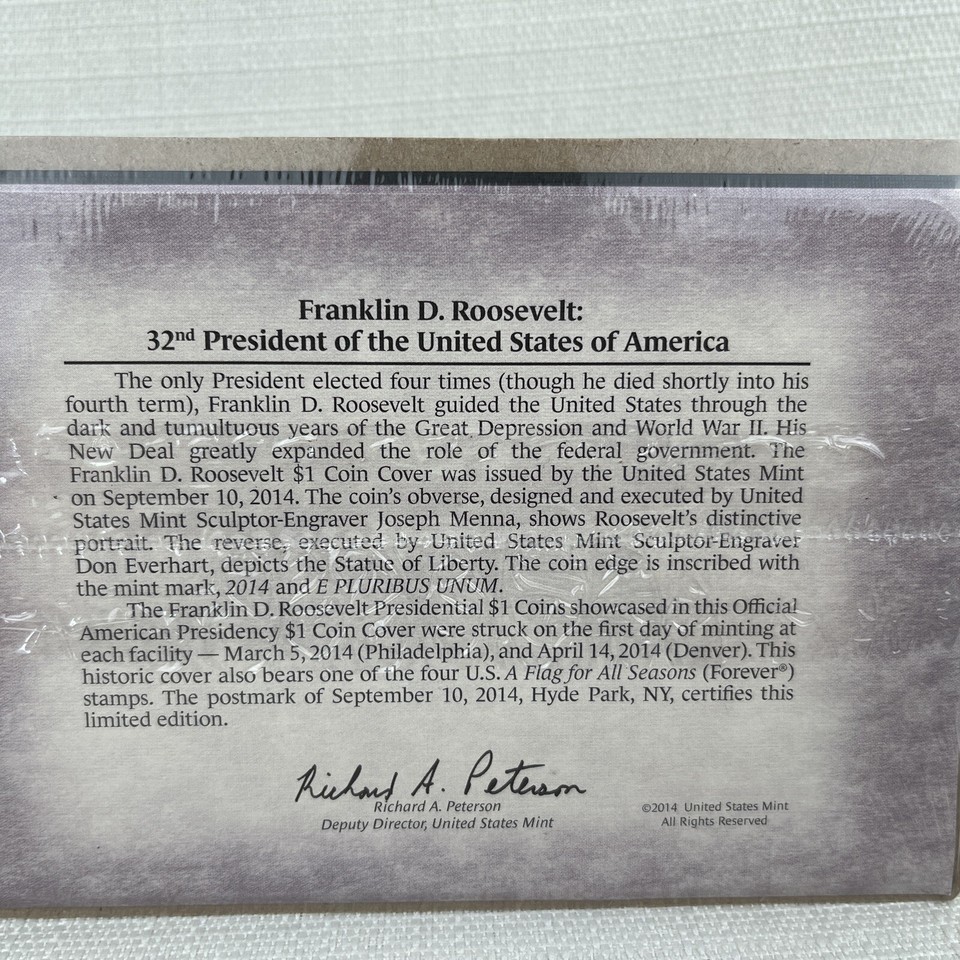 Franklin D. Roosevelt:
32nd President of the United States of America
The only President elected four times (though he died shortly into his
fourth term), Franklin D. Roosevelt guided the United States through the
dark and tumultuous years of the Great Depression and World War II. His
New Deal greatly expanded the role of the federal government. The
Franklin D. Roosevelt $1 Coin Cover was issued by the United States Mint
on September 10, 2014. The coin's obverse, designed and executed by United
States Mint Sculptor-Engraver Joseph Menna, shows Roosevelt's distinctive
portrait. The reverse, executed by United States Mint Sculptor-Engraver
Don Everhart, depicts the Statue of Liberty. The coin edge is inscribed with
the mint mark, 2014 and E PLURIBUS UNUM.
The Franklin D. Roosevelt Presidential $1 Coins showcased in this Official
American Presidency $1 Coin Cover were struck on the first day of minting at
each facility — March 5, 2014 (Philadelphia), and April 14, 2014 (Denver). This
historic cover also bears one of the four U.S. A Flag for All Seasons (Forever®)
stamps. The postmark of September 10, 2014, Hyde Park, NY, certifies this
limited edition.
Richard A. Peterson
Richard A. Peterson
Deputy Director, United States Mint
©2014 United States Mint
All Rights Reserved